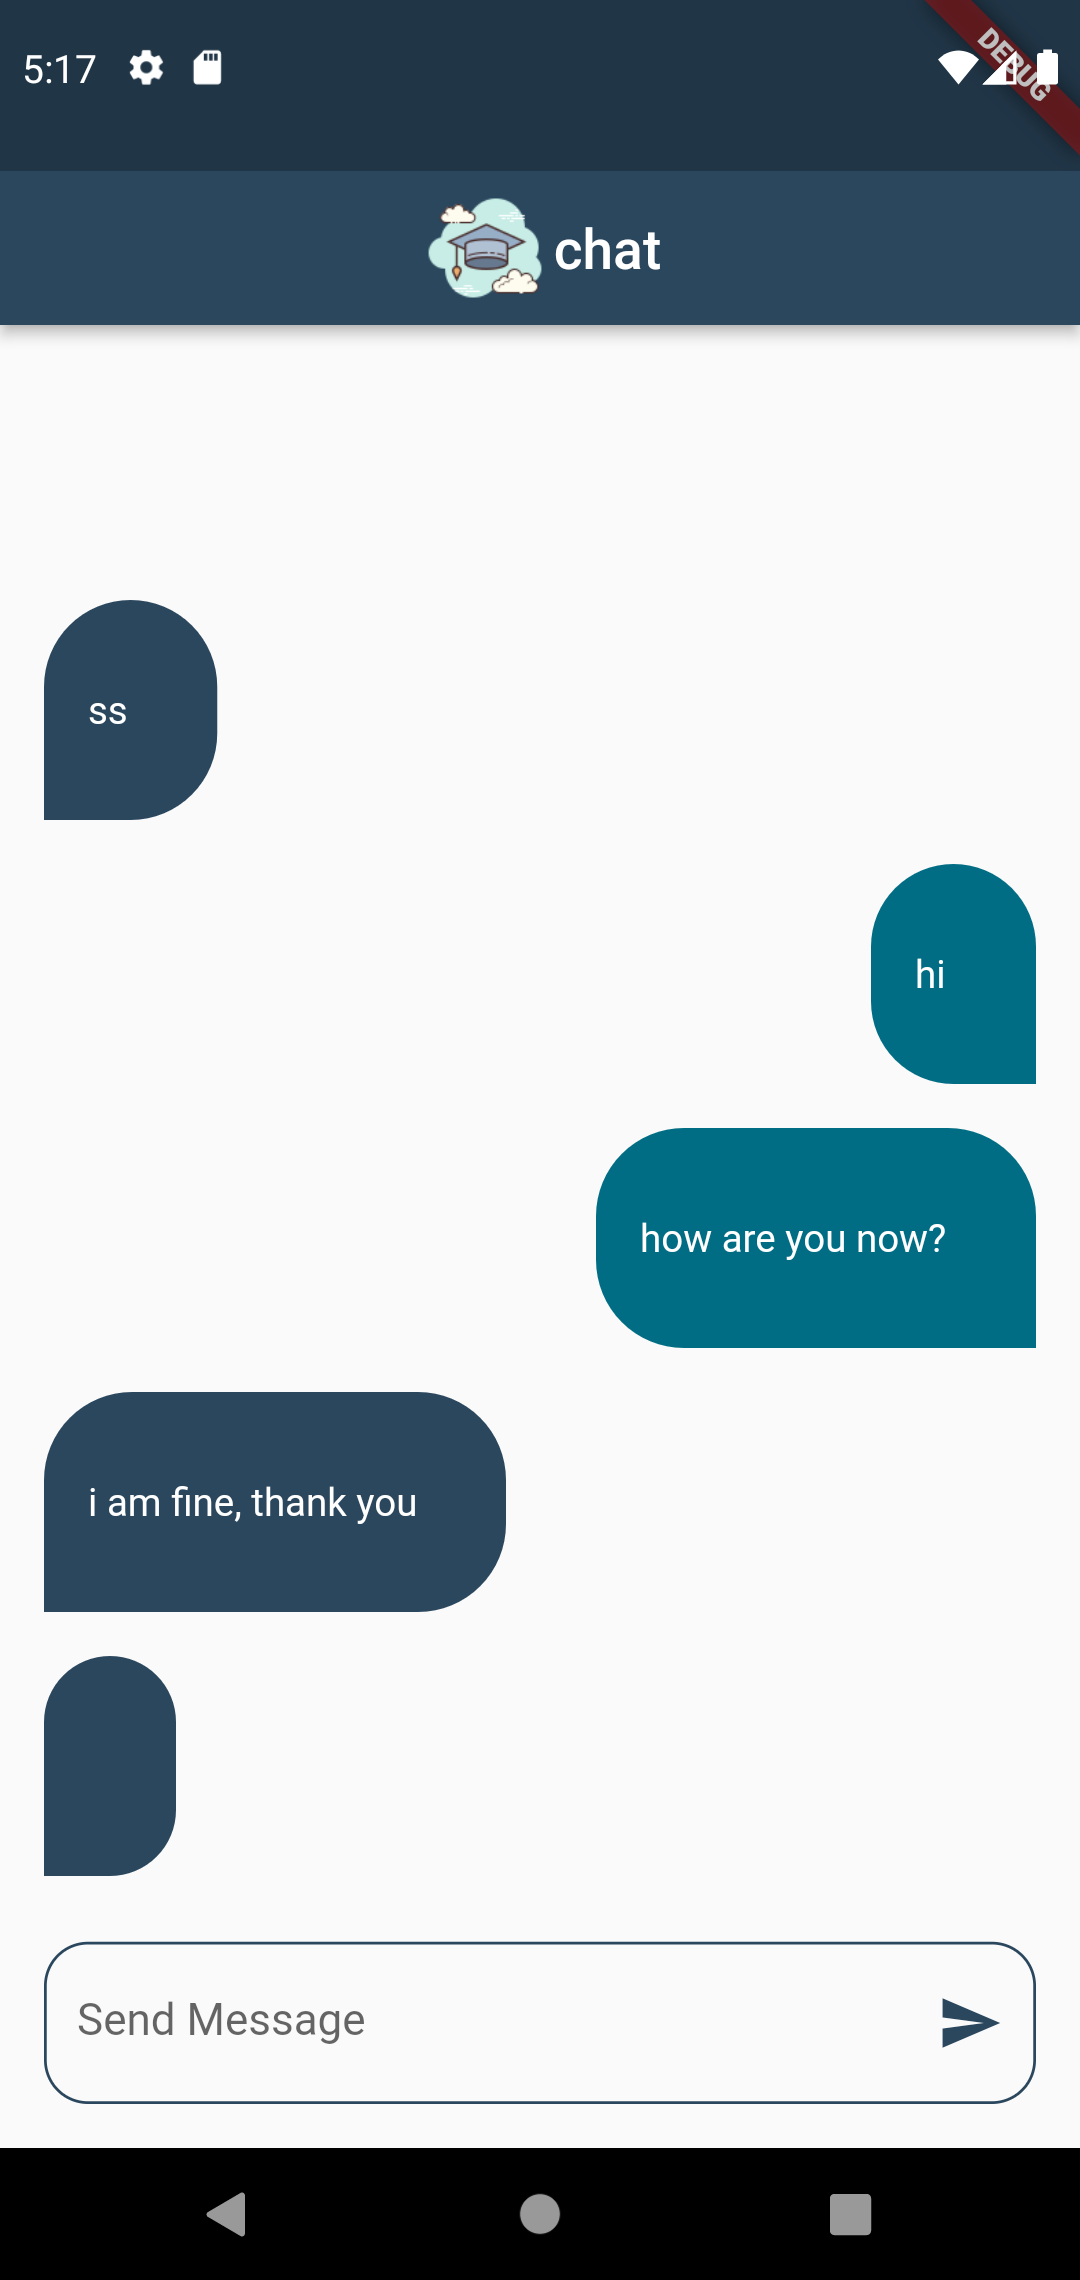 5:17
DEBUG
chat
ss
hi
how are you now?
i am fine, thank you
Send Message